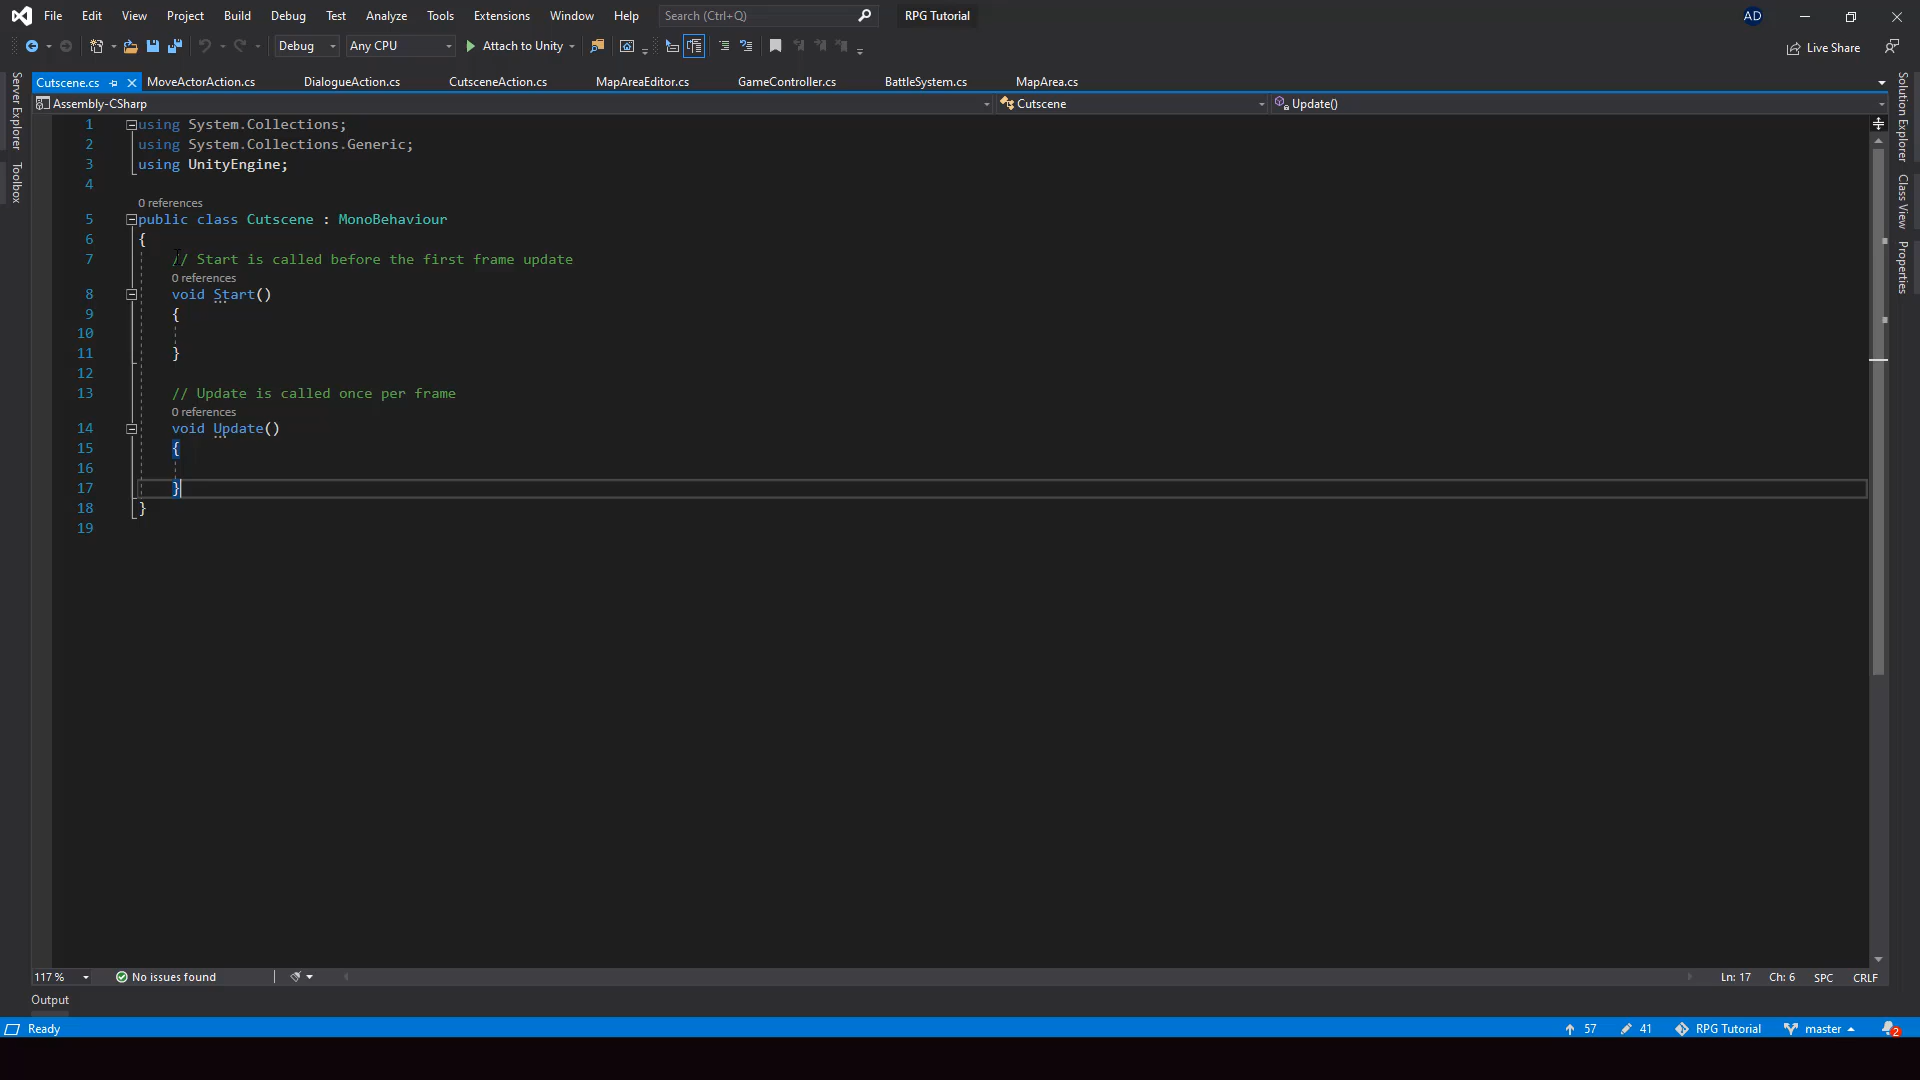 File Edit View Project Build Debug Test Analyze Tools Extensions Window Help Search (Ctrl+Q) RPG Tutorial AD
Debug Any CPU Attach to Unity Live Share
Cutscene.cs MoveActorAction.cs DialogueAction.cs CutsceneAction.cs MapAreaEditor.cs GameController.cs BattleSystem.cs MapArea.cs
Assembly-CSharp Cutscene Update()
Server Explorer
Toolbox
Solution Explorer
Class View
Properties
1 using System.Collections;
2 using System.Collections.Generic;
3 using UnityEngine;
4
0 references
5 public class Cutscene : MonoBehaviour
6 {
7 // Start is called before the first frame update
0 references
8 void Start()
9 {
10
11 }
12
13 // Update is called once per frame
0 references
14 void Update()
15 {
16
17 }
18 }
19
117 % No issues found Ln: 17 Ch: 6 SPC CRLF
Output
Ready 57 41 RPG Tutorial master 2